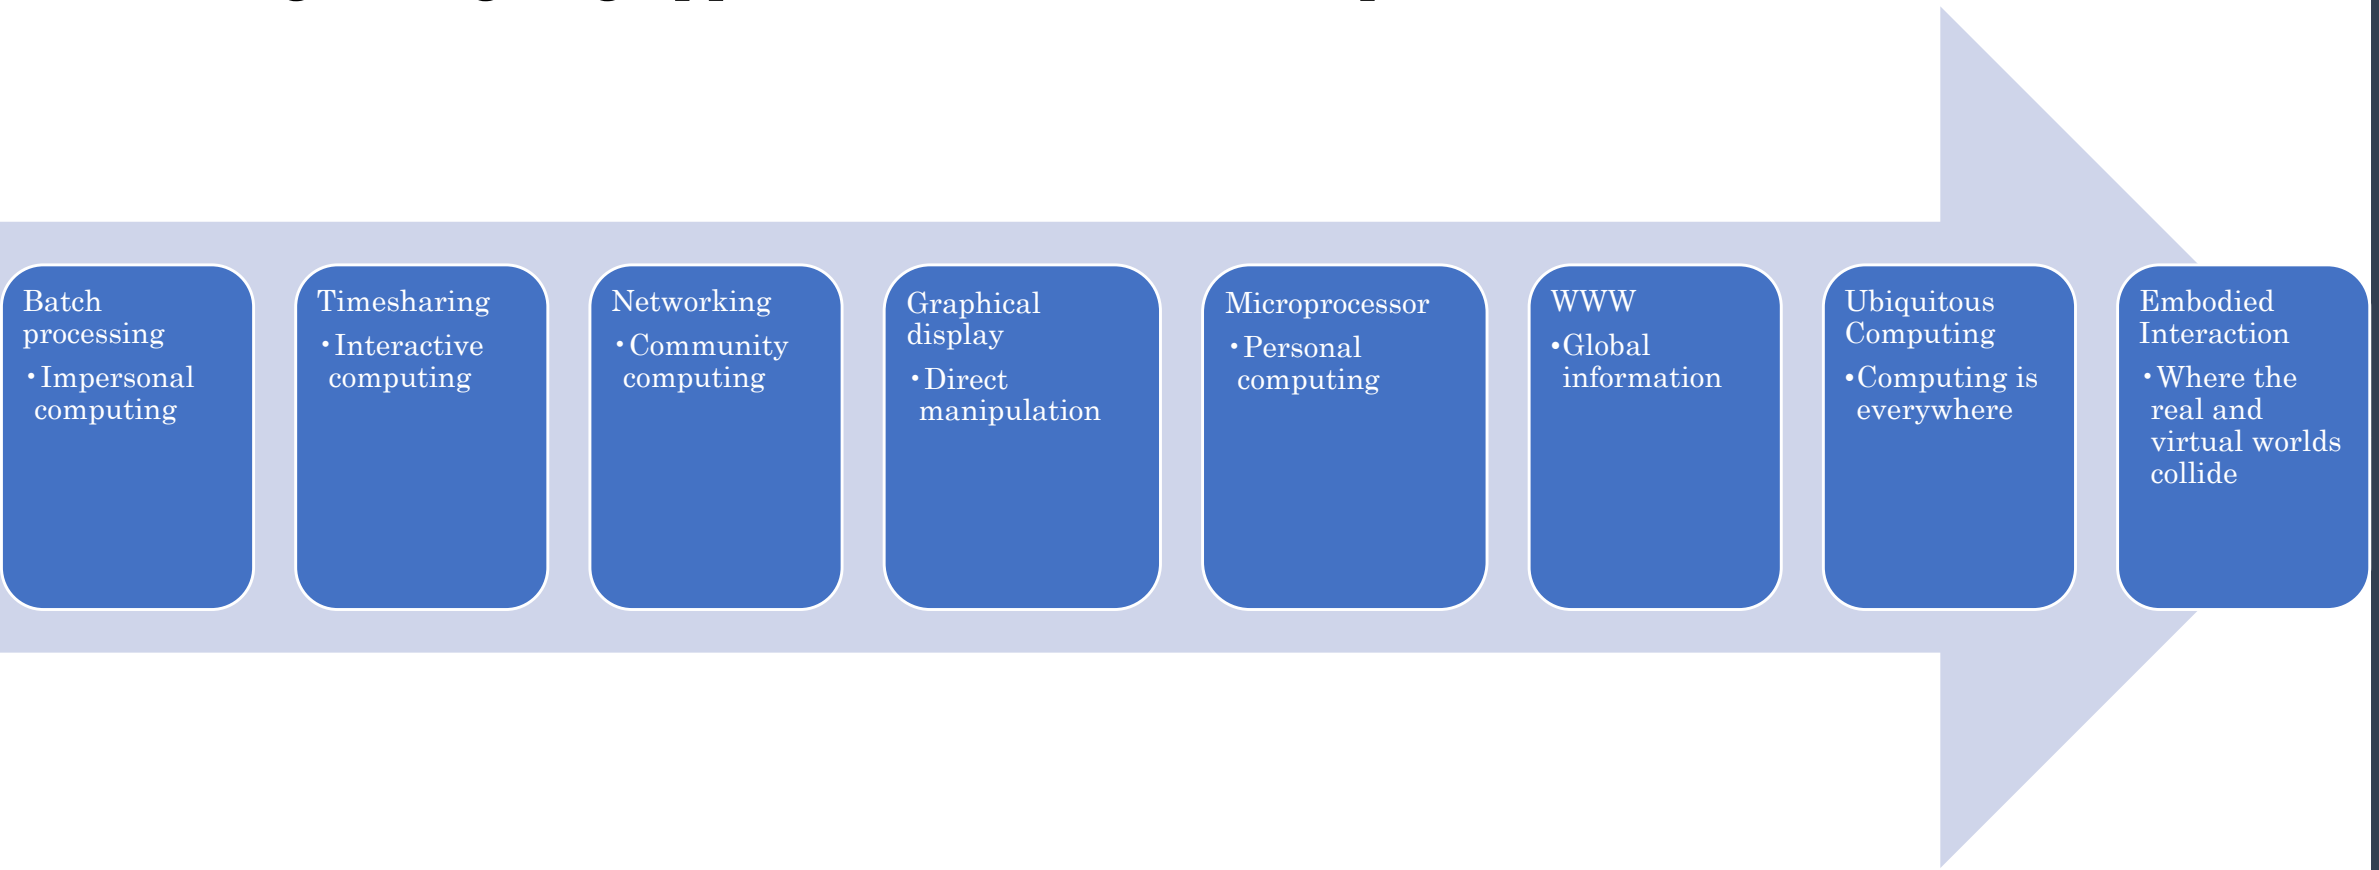 Batch
processing
•Impersonal
computing
Timesharing
•Interactive
computing
Networking
•Community
computing
Graphical
display
•Direct
manipulation
Microprocessor
•Personal
computing
WWW
•Global
information
Ubiquitous
Computing
•Computing is
everywhere
Embodied
Interaction
•Where the
real and
virtual worlds
collide